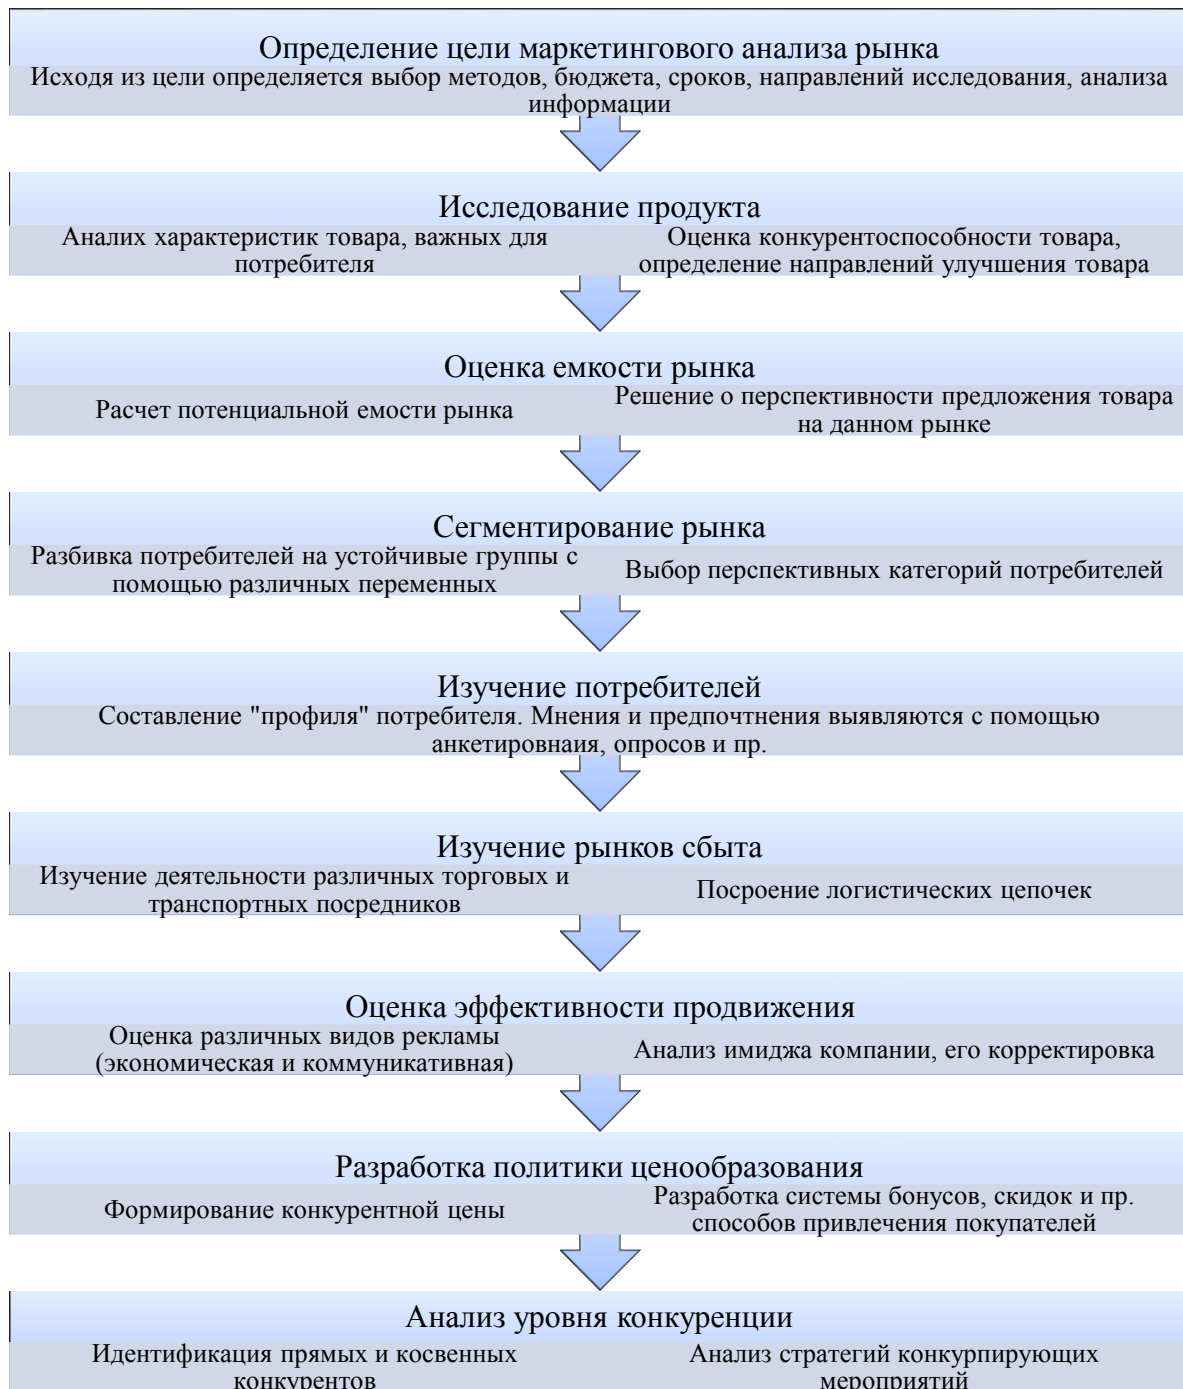 Определение цели маркетингового анализа рынка
Исходя из цели определяется выбор методов, бюджета, сроков, направлений исследования, анализа
информации
Исследование продукта
Аналих характеристик товара, важных для
потребителя
Оценка конкурентоспособности товара,
определение направлений улучшения товара
Оценка емкости рынка
Расчет потенциальной емости рынка
Решение о перспективности предложения товара
на данном рынке
Сегментирование рынка
Разбивка потребителей на устойчивые группы с
помощью различных переменных
Выбор перспективных категорий потребителей
Изучение потребителей
Составление "профиля" потребителя. Мнения и предпочтнения выявляются с помощью
анкетировнаия, опросов и пр.
Изучение рынков сбыта
Изучение деятельности различных торговых и
транспортных посредников
Посроение логистических цепочек
Оценка эффективности продвижения
Оценка различных видов рекламы
(экономическая и коммуникативная)
Анализ имиджа компании, его корректировка
Разработка политики ценообразования
Формирование конкурентной цены
Разработка системы бонусов, скидок и пр.
способов привлечения покупателей
Анализ уровня конкуренции
Идентификация прямых и косвенных
конкурентов
Анализ стратегий конкурпирующих
мероприятий